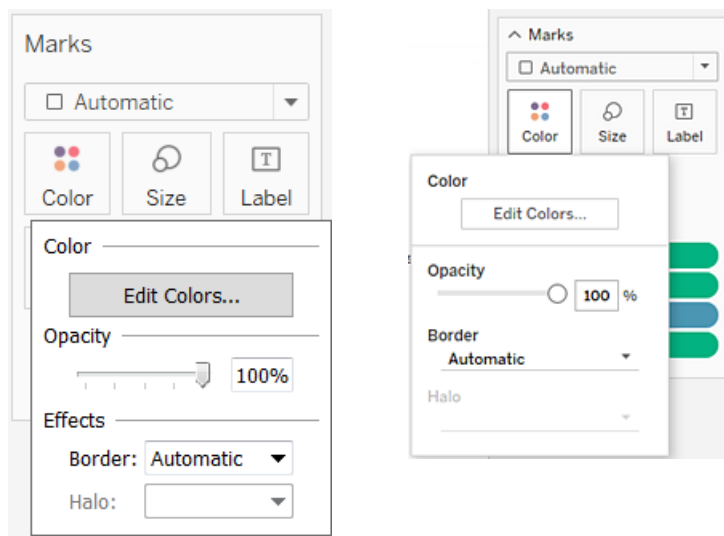 Marks
Automatic
Color Size Label
Color
Edit Colors...
Opacity
100%
Effects
Border: Automatic
Halo:
Marks
Automatic
Color Size Label
Color
Edit Colors...
Opacity
100 %
Border
Automatic
Halo